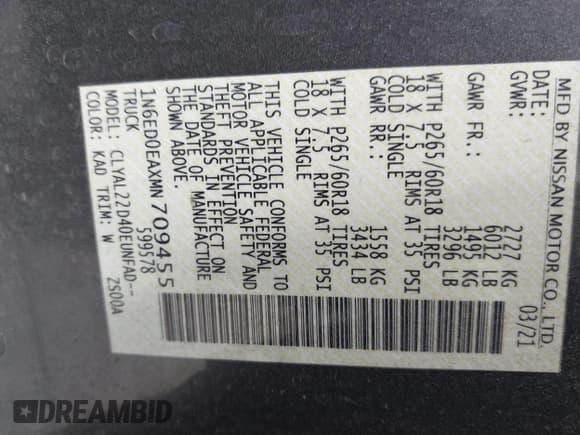 MFD BY NISSAN MOTOR CO., LTD.
DATE: 03/21
GVWR: 2727 KG
6012 LB
GAWR FR.: 1495 KG
3296 LB
WITH P265/60R18 TIRES
18 X 7.5 RIMS AT 35 PSI
COLD SINGLE
GAWR RR.: 1558 KG
3434 LB
WITH P265/60R18 TIRES
18 X 7.5 RIMS AT 35 PSI
COLD SINGLE
THIS VEHICLE CONFORMS TO
ALL APPLICABLE FEDERAL
MOTOR VEHICLE SAFETY AND
THEFT PREVENTION
STANDARDS IN EFFECT ON
THE DATE OF MANUFACTURE
SHOWN ABOVE.
1N6ED0EAXMN709455
TRUCK 599578
MODEL: CLYAL22D40EUNFAD--
COLOR: KAD TRIM: W ZS00A
DREAMBID